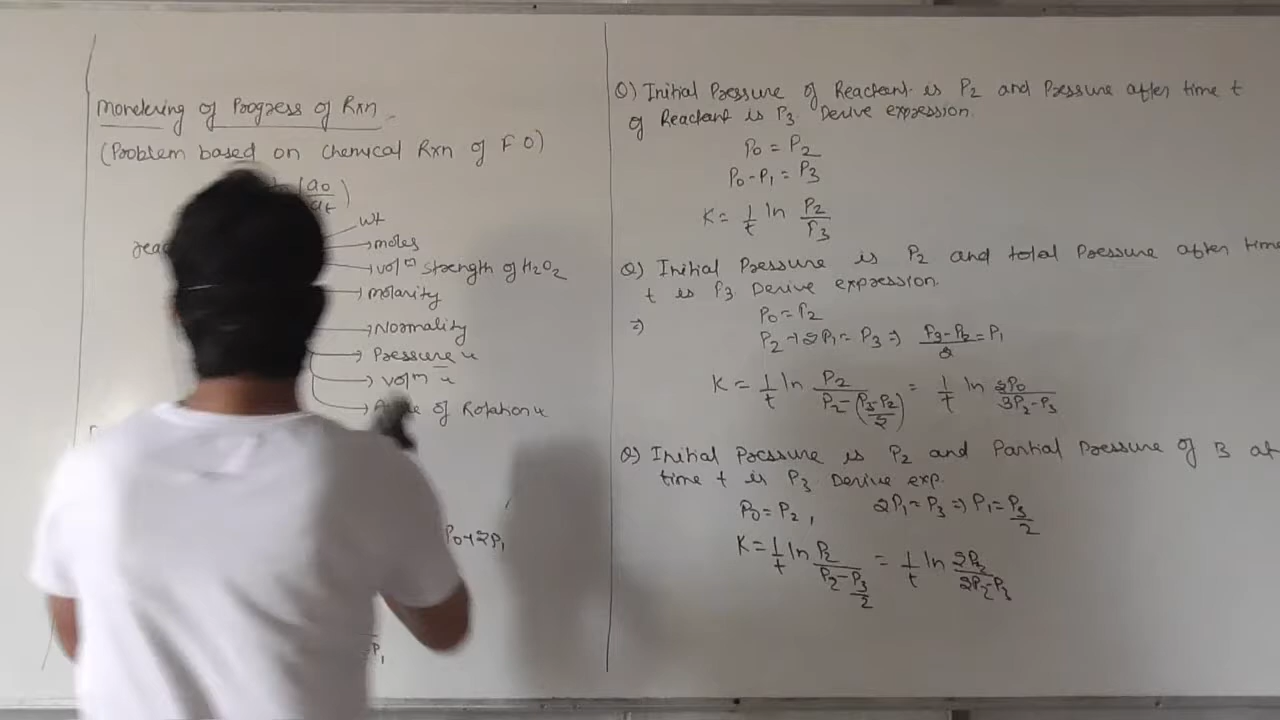 Monetering of Progress of Rxn
(Problem based on Chemical Rxn of F O)
(a0/at)
wt
→moles
→vol^m strength of H2O2
→molarity
→Normality
→ Pressure
→ vol^m
of Rotation
P0+2P1
P1
Q) Initial Pressure of Reactant is P2 and Pressure after time t
of Reactant is P3. Derive expression.
P0 = P2
P0-P1 = P3
K = 1/t ln P2/P3
Q) Initial Pressure is P2 and total Pressure after time
t is P3. Derive expression.
⇒) P0 = P2
P2+2P1 = P3 ⇒ (P3-P2)/2 = P1
K = 1/t ln P2/(P2-((P3-P2)/2)) = 1/t ln 2P0/(3P2-P3)
Q) Initial Pressure is P2 and Partial Pressure of B at
time t is P3. Derive exp.
P0 = P2, 2P1 = P3 ⇒ P1 = P3/2
K = 1/t ln P2/(P2-P3/2) = 1/t ln 2P2/(2P2-P3)